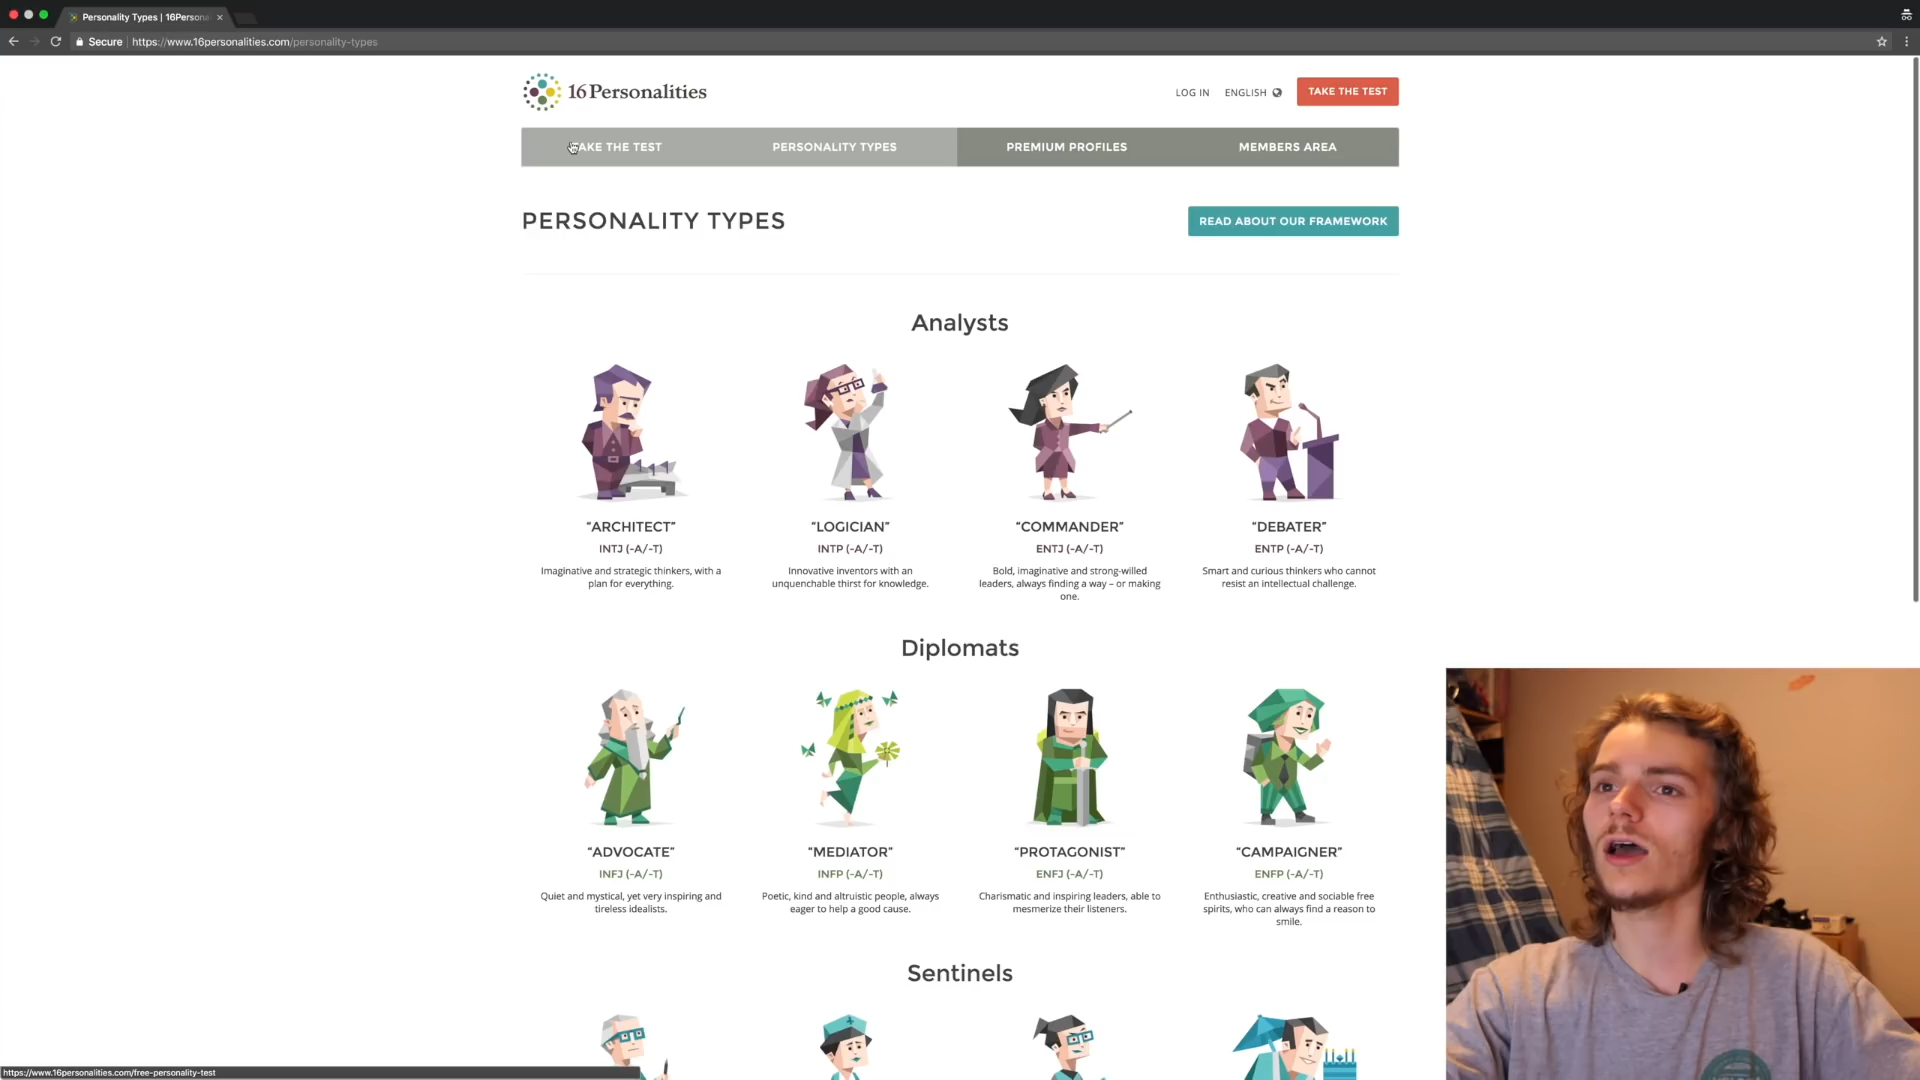 Personality Types | 16Persona
Secure
https://www.16personalities.com/personality-types
16Personalities
LOG IN
ENGLISH
TAKE THE TEST
TAKE THE TEST
PERSONALITY TYPES
PREMIUM PROFILES
MEMBERS AREA
PERSONALITY TYPES
READ ABOUT OUR FRAMEWORK
Analysts
“ARCHITECT”
INTJ (-A/-T)
Imaginative and strategic thinkers, with a
plan for everything.
“LOGICIAN”
INTP (-A/-T)
Innovative inventors with an
unquenchable thirst for knowledge.
“COMMANDER”
ENTJ (-A/-T)
Bold, imaginative and strong-willed
leaders, always finding a way – or making
one.
“DEBATER”
ENTP (-A/-T)
Smart and curious thinkers who cannot
resist an intellectual challenge.
Diplomats
“ADVOCATE”
INFJ (-A/-T)
Quiet and mystical, yet very inspiring and
tireless idealists.
“MEDIATOR”
INFP (-A/-T)
Poetic, kind and altruistic people, always
eager to help a good cause.
“PROTAGONIST”
ENFJ (-A/-T)
Charismatic and inspiring leaders, able to
mesmerize their listeners.
“CAMPAIGNER”
ENFP (-A/-T)
Enthusiastic, creative and sociable free
spirits, who can always find a reason to
smile.
Sentinels
https://www.16personalities.com/free-personality-test